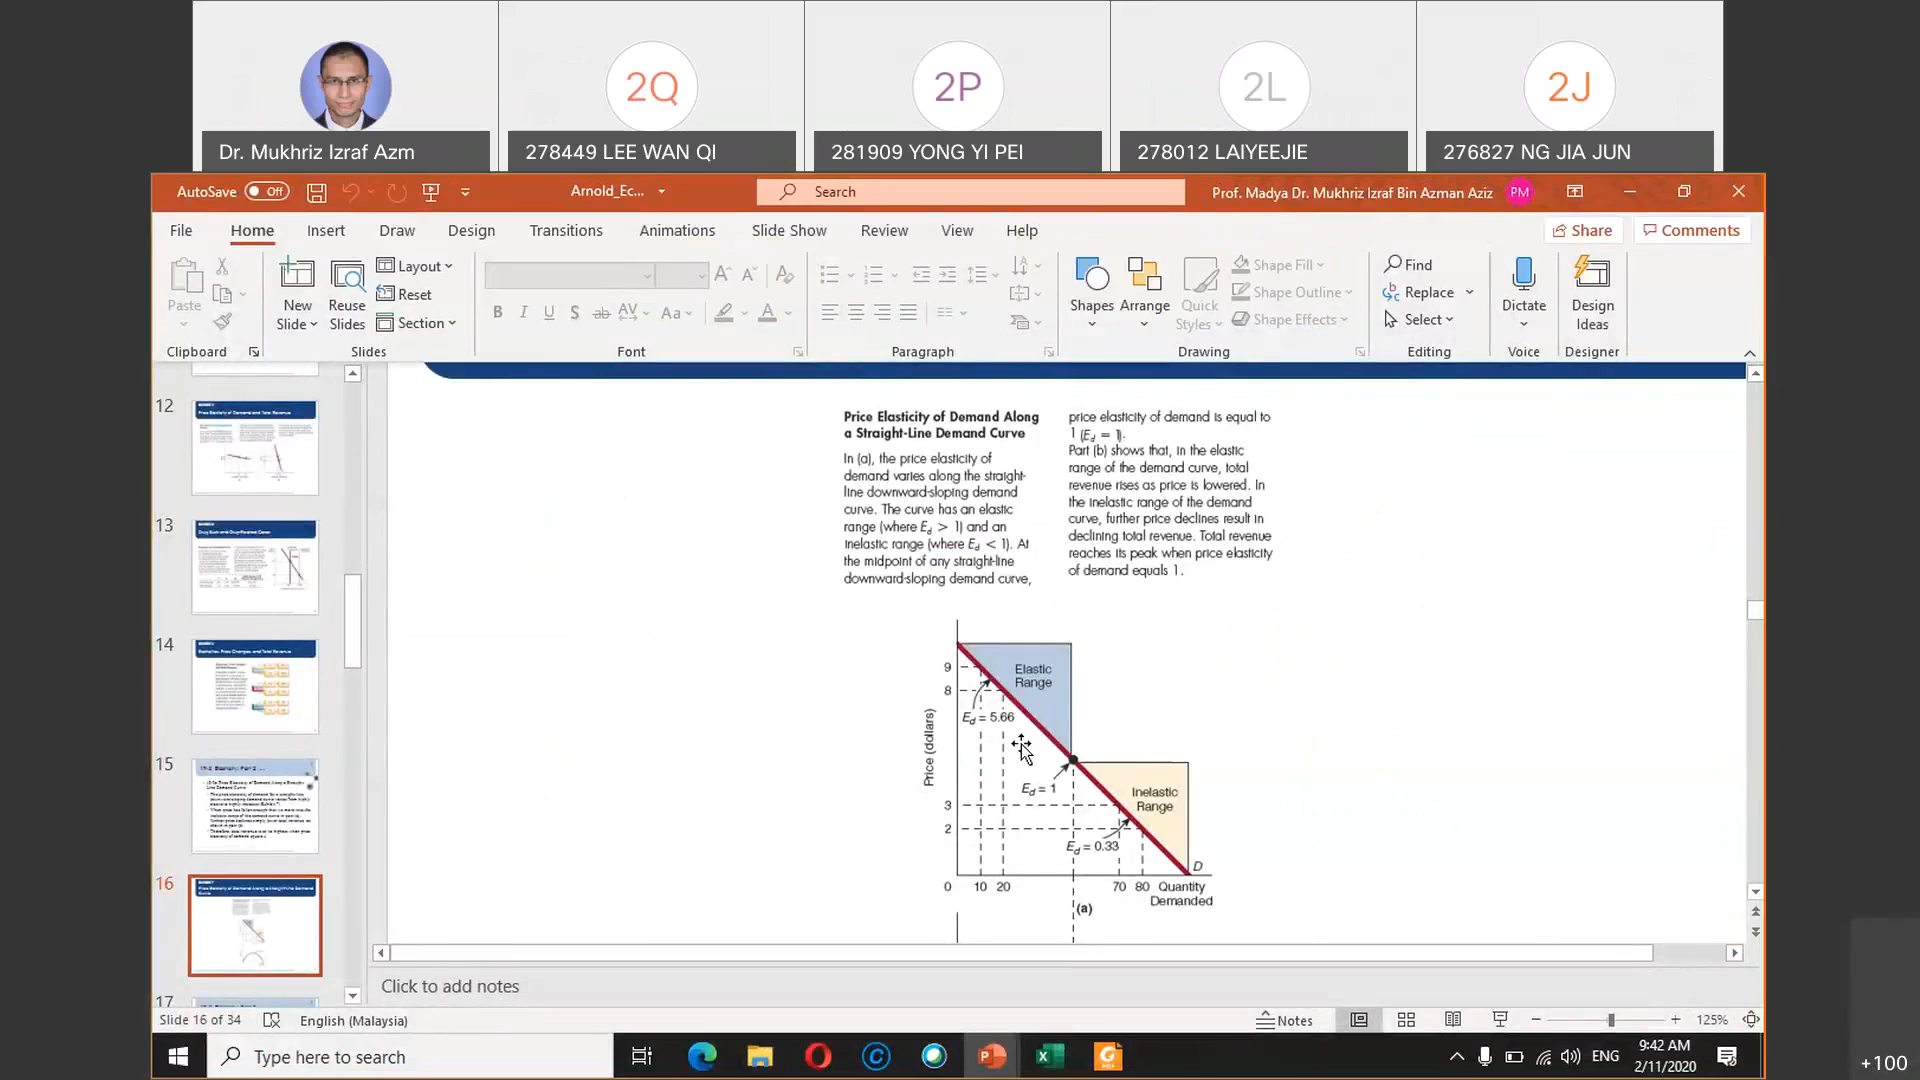 2Q
2P
2L
2J
Dr. Mukhriz Izraf Azm
278449 LEE WAN QI
281909 YONG YI PEI
278012 LAIYEEJIE
276827 NG JIA JUN
AutoSave Off
Arnold_Ec...
Search
Prof. Madya Dr. Mukhriz Izraf Bin Azman Aziz PM
File Home Insert Draw Design Transitions Animations Slide Show Review View Help Share Comments
Paste
New Slide
Reuse Slides
Layout
Reset
Section
Shapes
Arrange
Quick Styles
Shape Fill
Shape Outline
Shape Effects
Find
Replace
Select
Dictate
Design Ideas
Clipboard Slides Font Paragraph Drawing Editing Voice Designer
12
13
14
15
16
17
Price Elasticity of Demand Along
a Straight-Line Demand Curve
In (a), the price elasticity of
demand varies along the straight-
line downward-sloping demand
curve. The curve has an elastic
range (where Ed > 1) and an
inelastic range (where Ed < 1). At
the midpoint of any straight-line
downward-sloping demand curve,
price elasticity of demand is equal to
1 (Ed = 1).
Part (b) shows that, in the elastic
range of the demand curve, total
revenue rises as price is lowered. In
the inelastic range of the demand
curve, further price declines result in
declining total revenue. Total revenue
reaches its peak when price elasticity
of demand equals 1.
Price (dollars)
9
8
3
2
0
10 20
70 80
Elastic
Range
Ed = 5.66
Ed = 1
Inelastic
Range
Ed = 0.33
D
Quantity
Demanded
(a)
Click to add notes
Slide 16 of 34
English (Malaysia)
Notes
125%
Type here to search
ENG
9:42 AM
2/11/2020
+100